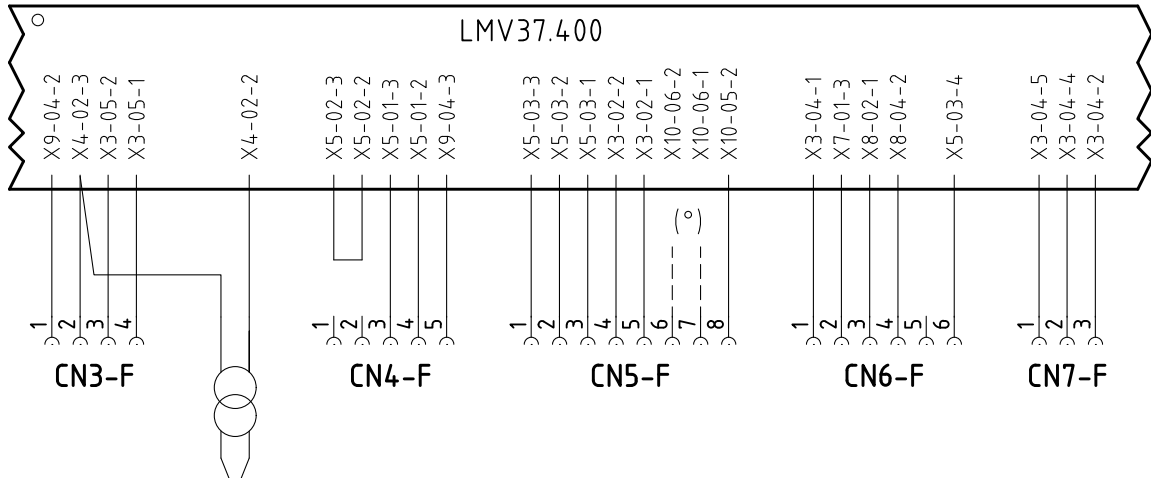 LMV37.400
X9-04-2
X4-02-3
X3-05-2
X3-05-1
X4-02-2
X5-02-3
X5-02-2
X5-01-3
X5-01-2
X9-04-3
X5-03-3
X5-03-2
X5-03-1
X3-02-2
X3-02-1
X10-06-2
X10-06-1
X10-05-2
X3-04-1
X7-01-3
X8-02-1
X8-04-2
X5-03-4
X3-04-5
X3-04-4
X3-04-2
(°)
1 2 3 4
1 2 3 4 5
1 2 3 4 5 6 7 8
1 2 3 4 5 6
1 2 3
CN3-F
CN4-F
CN5-F
CN6-F
CN7-F